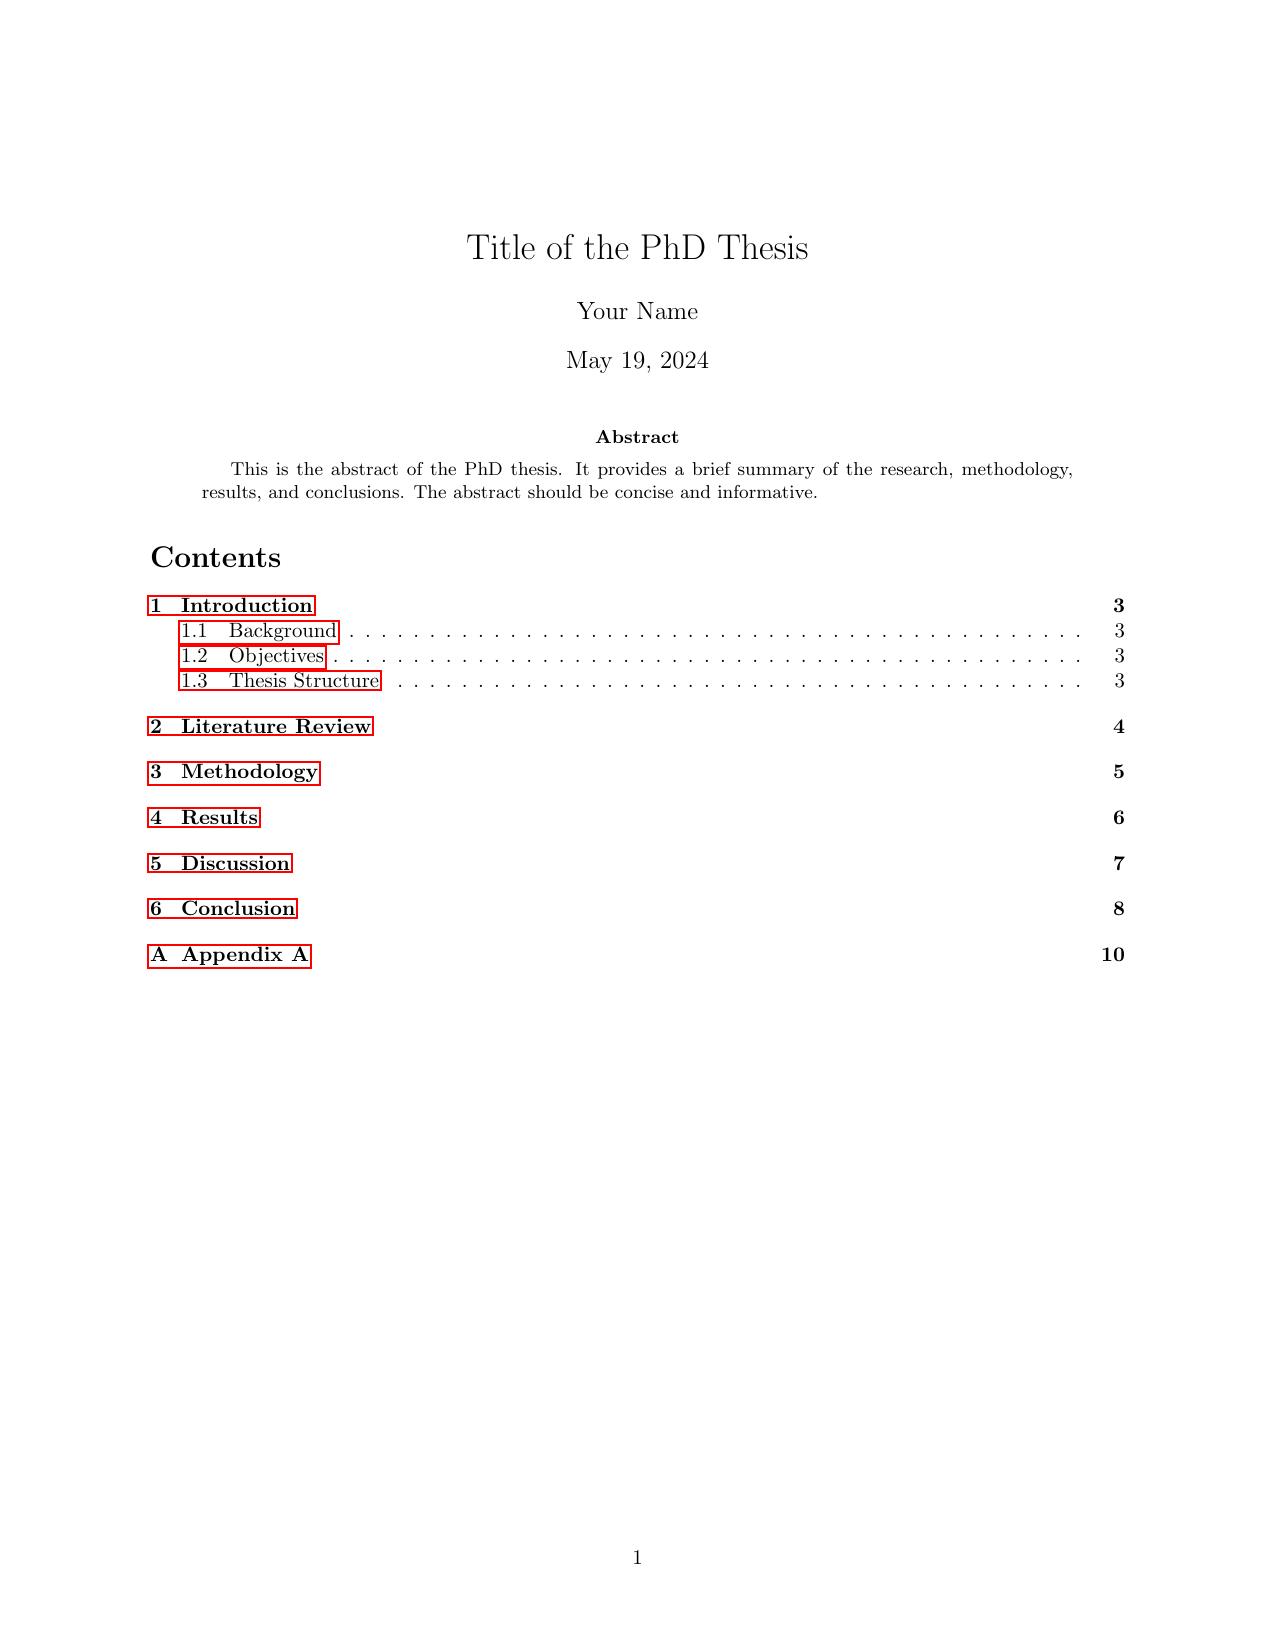 Title of the PhD Thesis
Your Name
May 19, 2024
Abstract
This is the abstract of the PhD thesis. It provides a brief summary of the research, methodology,
results, and conclusions. The abstract should be concise and informative.
Contents
1 Introduction 3
1.1 Background . . . . . . . . . . . . . . . . . . . . . . . . . . . . . . . . . . . . . . . . . . . . . . 3
1.2 Objectives . . . . . . . . . . . . . . . . . . . . . . . . . . . . . . . . . . . . . . . . . . . . . . . 3
1.3 Thesis Structure . . . . . . . . . . . . . . . . . . . . . . . . . . . . . . . . . . . . . . . . . . . 3
2 Literature Review 4
3 Methodology 5
4 Results 6
5 Discussion 7
6 Conclusion 8
A Appendix A 10
1